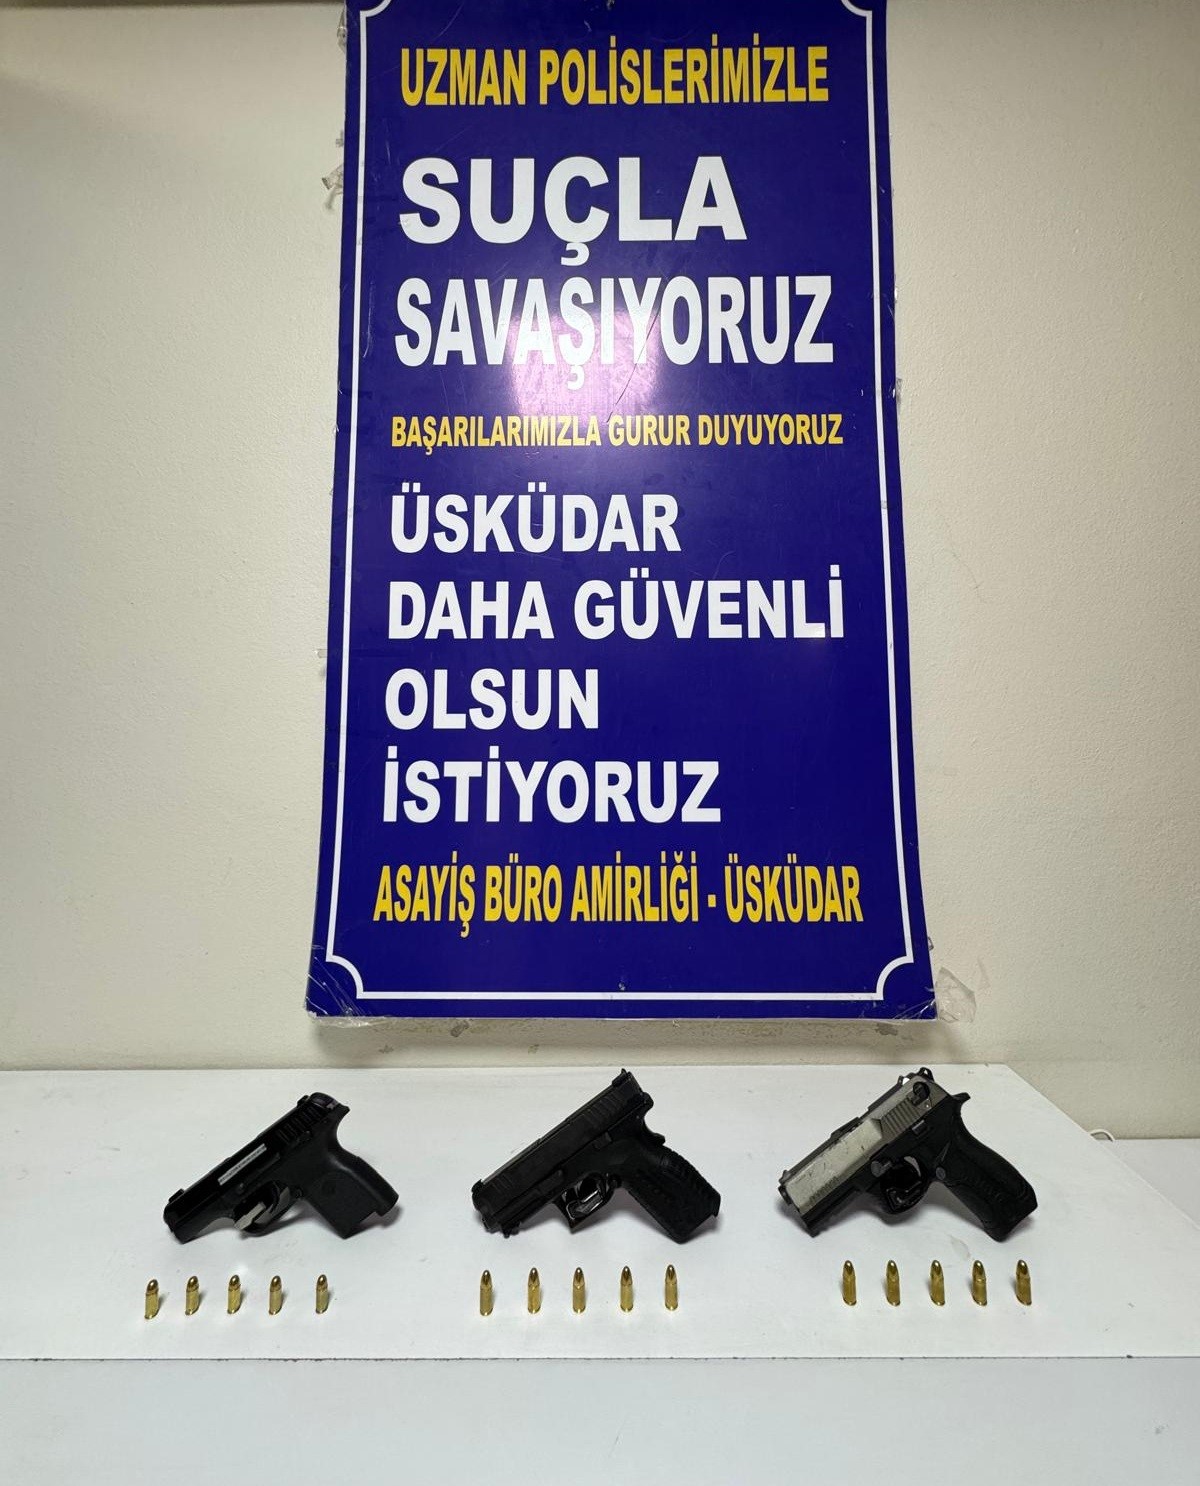 UZMAN POLİSLERİMİZLE
SUÇLA
SAVAŞIYORUZ
BAŞARILARIMIZLA GURUR DUYUYORUZ
ÜSKÜDAR
DAHA GÜVENLİ
OLSUN
İSTİYORUZ
ASAYİŞ BÜRO AMİRLİĞİ - ÜSKÜDAR